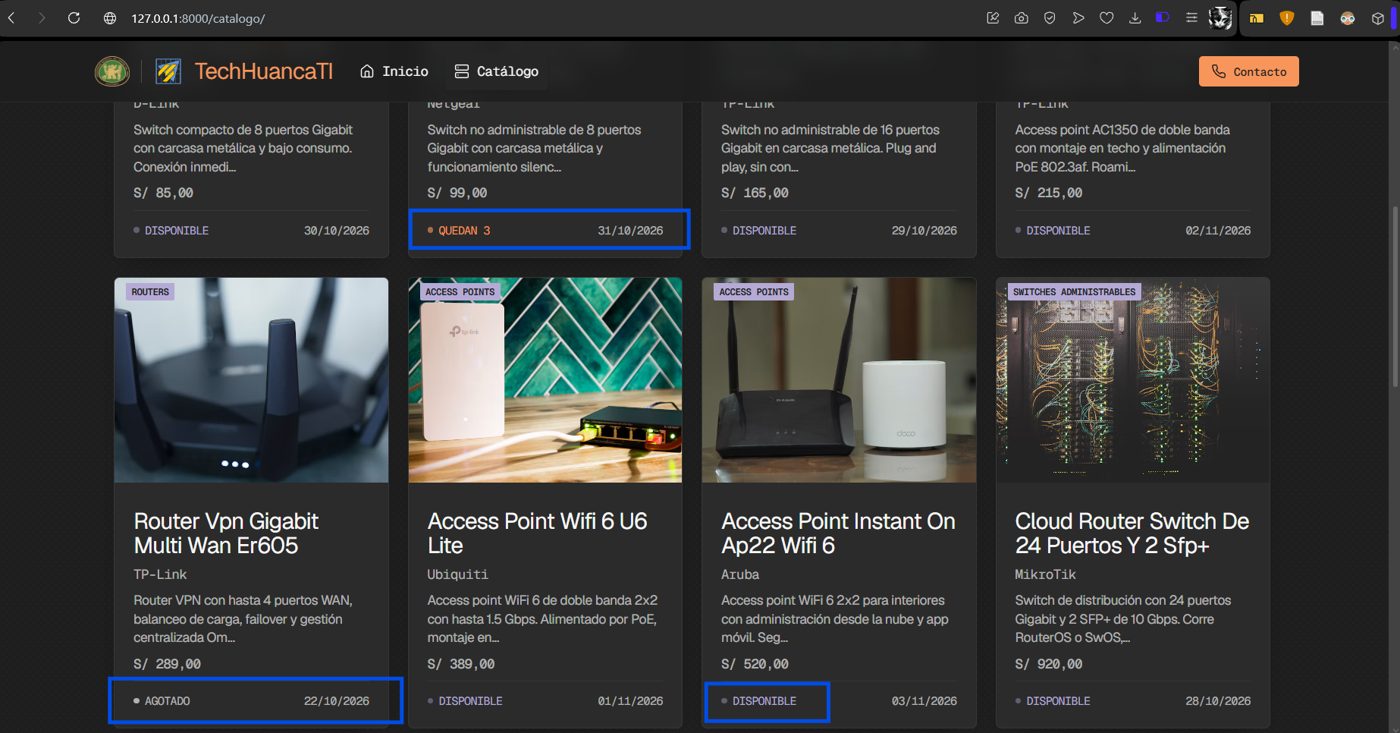 127.0.0.1:8000/catalogo/
TechHuancaTI
Inicio
Catálogo
Contacto
D-Link
Switch compacto de 8 puertos Gigabit
con carcasa metálica y bajo consumo.
Conexión inmedi...
S/ 85,00
DISPONIBLE
30/10/2026
Netgear
Switch no administrable de 8 puertos
Gigabit con carcasa metálica y
funcionamiento silenc...
S/ 99,00
QUEDAN 3
31/10/2026
TP-Link
Switch no administrable de 16 puertos
Gigabit en carcasa metálica. Plug and
play, sin con...
S/ 165,00
DISPONIBLE
29/10/2026
TP-Link
Access point AC1350 de doble banda
con montaje en techo y alimentación
PoE 802.3af. Roami...
S/ 215,00
DISPONIBLE
02/11/2026
ROUTERS
Router Vpn Gigabit
Multi Wan Er605
TP-Link
Router VPN con hasta 4 puertos WAN,
balanceo de carga, failover y gestión
centralizada Om...
S/ 289,00
AGOTADO
22/10/2026
ACCESS POINTS
tp-link
Access Point Wifi 6 U6
Lite
Ubiquiti
Access point WiFi 6 de doble banda 2x2
con hasta 1.5 Gbps. Alimentado por PoE,
montaje en...
S/ 389,00
DISPONIBLE
01/11/2026
ACCESS POINTS
D-Link
deco
Access Point Instant On
Ap22 Wifi 6
Aruba
Access point WiFi 6 2x2 para interiores
con administración desde la nube y app
móvil. Seg...
S/ 520,00
DISPONIBLE
03/11/2026
SWITCHES ADMINISTRABLES
Cloud Router Switch De
24 Puertos Y 2 Sfp+
MikroTik
Switch de distribución con 24 puertos
Gigabit y 2 SFP+ de 10 Gbps. Corre
RouterOS o SwOS,...
S/ 920,00
DISPONIBLE
28/10/2026